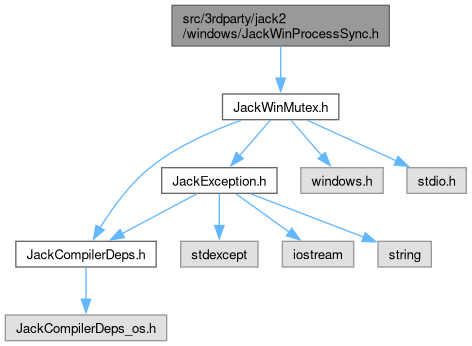 src/3rdparty/jack2
/windows/JackWinProcessSync.h
JackWinMutex.h
JackException.h
windows.h
stdio.h
JackCompilerDeps.h
stdexcept
iostream
string
JackCompilerDeps_os.h